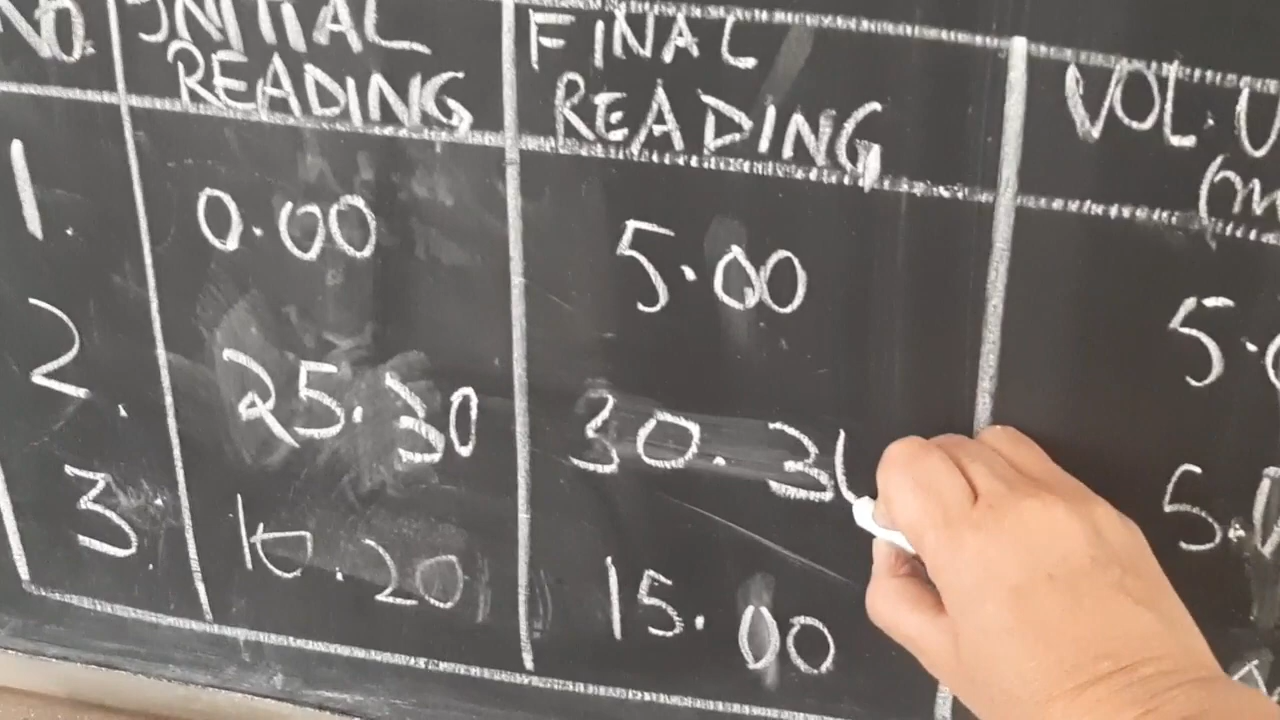 NO. INITIAL READING FINAL READING VOL. U
(m
1. 0.00 5.00 5.0
2. 25.30 30.30 5.0
3. 10.20 15.00